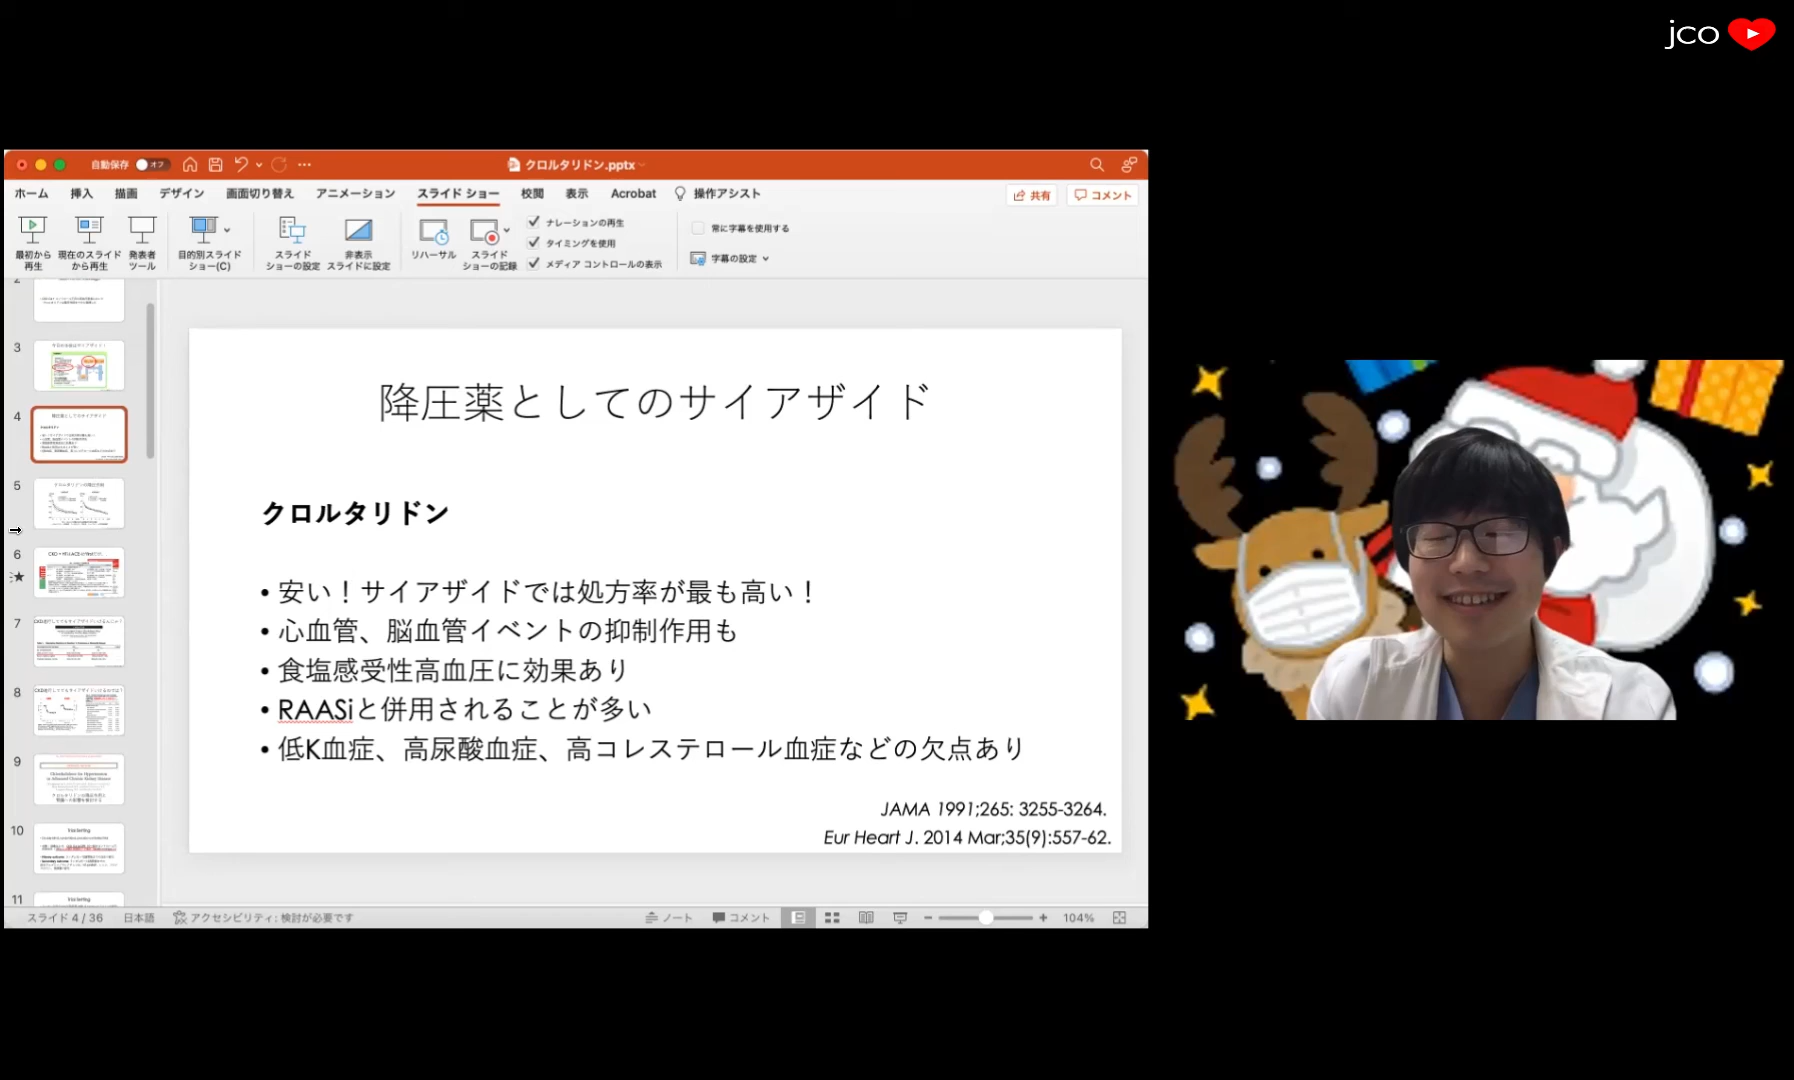 jco
自動保存 オフ
クロルタリドン.pptx
ホーム 挿入 描画 デザイン 画面切り替え アニメーション スライド ショー 校閲 表示 Acrobat 操作アシスト 共有 コメント
最初から再生
現在のスライドから再生
発表者ツール
目的別スライドショー(C)
スライドショーの設定
非表示スライドに設定
リハーサル
スライドショーの記録
ナレーションの再生
タイミングを使用
メディア コントロールの表示
常に字幕を使用する
字幕の設定
2
3
4
5
6
7
8
9
10
11
降圧薬としてのサイアザイド
クロルタリドン
• 安い！サイアザイドでは処方率が最も高い！
• 心血管、脳血管イベントの抑制作用も
• 食塩感受性高血圧に効果あり
• RAASiと併用されることが多い
• 低K血症、高尿酸血症、高コレステロール血症などの欠点あり
JAMA 1991;265: 3255-3264.
Eur Heart J. 2014 Mar;35(9):557-62.
スライド 4 / 36 日本語 アクセシビリティ: 検討が必要です ノート コメント 104%